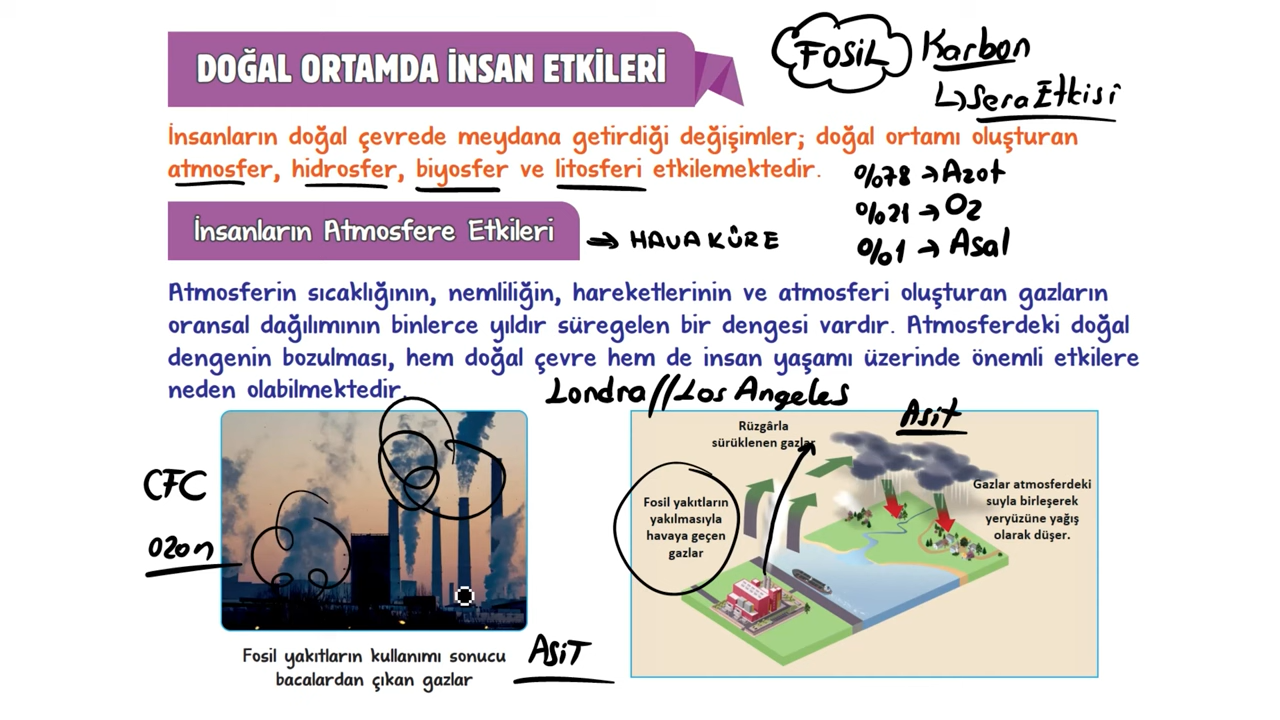 DOĞAL ORTAMDA İNSAN ETKİLERİ
FOSİL
Karbon
Sera Etkisi
İnsanların doğal çevrede meydana getirdiği değişimler; doğal ortamı oluşturan
atmosfer, hidrosfer, biyosfer ve litosferi etkilemektedir.
%78 → Azot
%21 → O2
%1 → Asal
İnsanların Atmosfere Etkileri
⇒ HAVA KÜRE
Atmosferin sıcaklığının, nemliliğin, hareketlerinin ve atmosferi oluşturan gazların
oransal dağılımının binlerce yıldır süregelen bir dengesi vardır. Atmosferdeki doğal
dengenin bozulması, hem doğal çevre hem de insan yaşamı üzerinde önemli etkilere
neden olabilmektedir.
Londra // Los Angeles
CFC
Ozon
Fosil yakıtların kullanımı sonucu
bacalardan çıkan gazlar
ASİT
Rüzgârla
sürüklenen gazlar
Asit
Fosil yakıtların
yakılmasıyla
havaya geçen
gazlar
Gazlar atmosferdeki
suyla birleşerek
yeryüzüne yağış
olarak düşer.